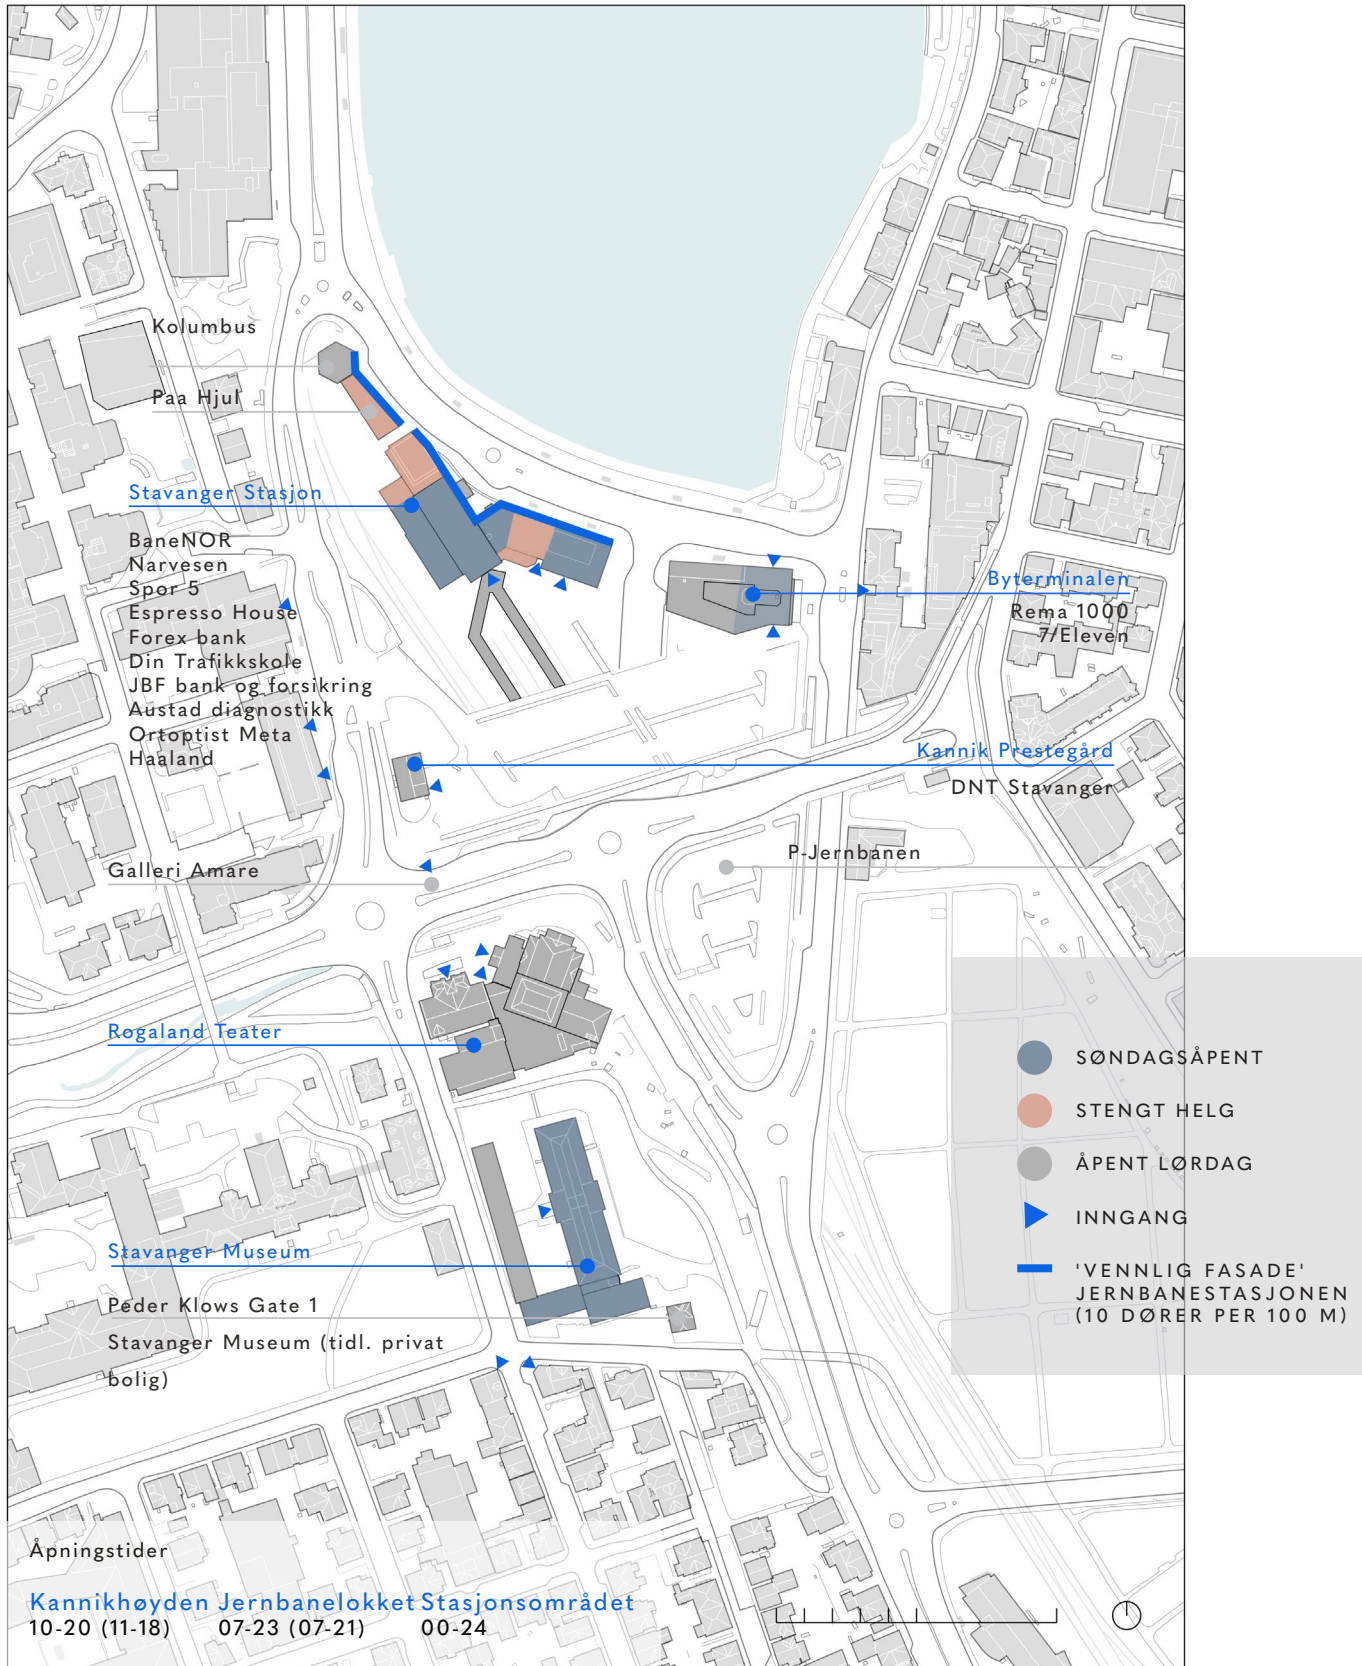 Kolumbus
Paa Hjul
Stavanger Stasjon
BaneNOR
Narvesen
Spor 5
Espresso House
Forex bank
Din Trafikkskole
JBF bank og forsikring
Austad diagnostikk
Ortoptist Meta
Haaland
Byterminalen
Rema 1000
7/Eleven
Kannik Prestegård
DNT Stavanger
P-Jernbanen
Galleri Amare
Rogaland Teater
SØNDAGSÅPENT
STENGT HELG
ÅPENT LØRDAG
INNGANG
'VENNLIG FASADE'
JERNBANESTASJONEN
(10 DØRER PER 100 M)
Stavanger Museum
Peder Klows Gate 1
Stavanger Museum (tidl. privat
bolig)
Åpningstider
Kannikhøyden Jernbanelokket Stasjonsområdet
10-20 (11-18) 07-23 (07-21) 00-24